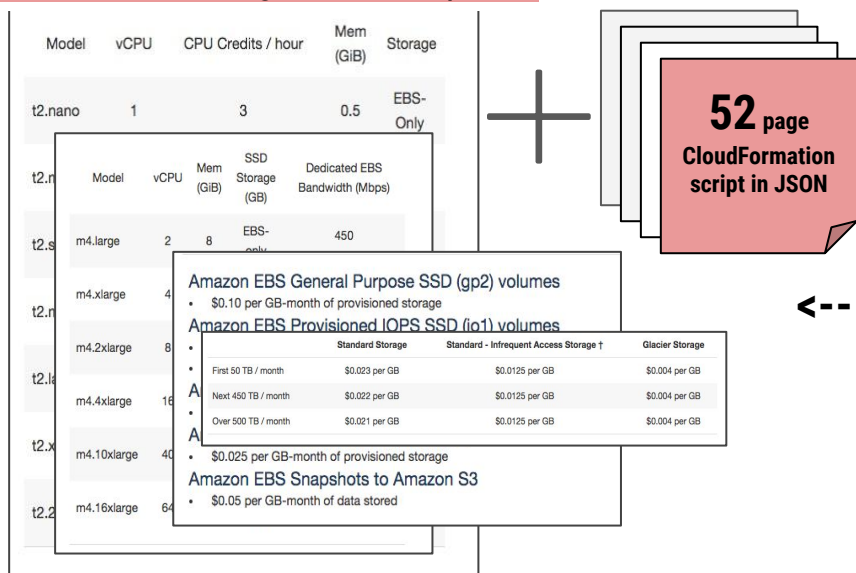 Model vCPU CPU Credits / hour Mem (GiB) Storage
t2.nano 1 3 0.5 EBS-Only
Model vCPU Mem (GiB) SSD Storage (GB) Dedicated EBS Bandwidth (Mbps)
m4.large 2 8 EBS-only 450
m4.xlarge 4
m4.2xlarge 8
m4.4xlarge 16
m4.10xlarge 40
m4.16xlarge 64
Amazon EBS General Purpose SSD (gp2) volumes
• $0.10 per GB-month of provisioned storage
Amazon EBS Provisioned IOPS SSD (io1) volumes
Standard Storage Standard - Infrequent Access Storage † Glacier Storage
First 50 TB / month $0.023 per GB $0.0125 per GB $0.004 per GB
Next 450 TB / month $0.022 per GB $0.0125 per GB $0.004 per GB
Over 500 TB / month $0.021 per GB $0.0125 per GB $0.004 per GB
• $0.025 per GB-month of provisioned storage
Amazon EBS Snapshots to Amazon S3
• $0.05 per GB-month of data stored
52 page
CloudFormation
script in JSON
<--